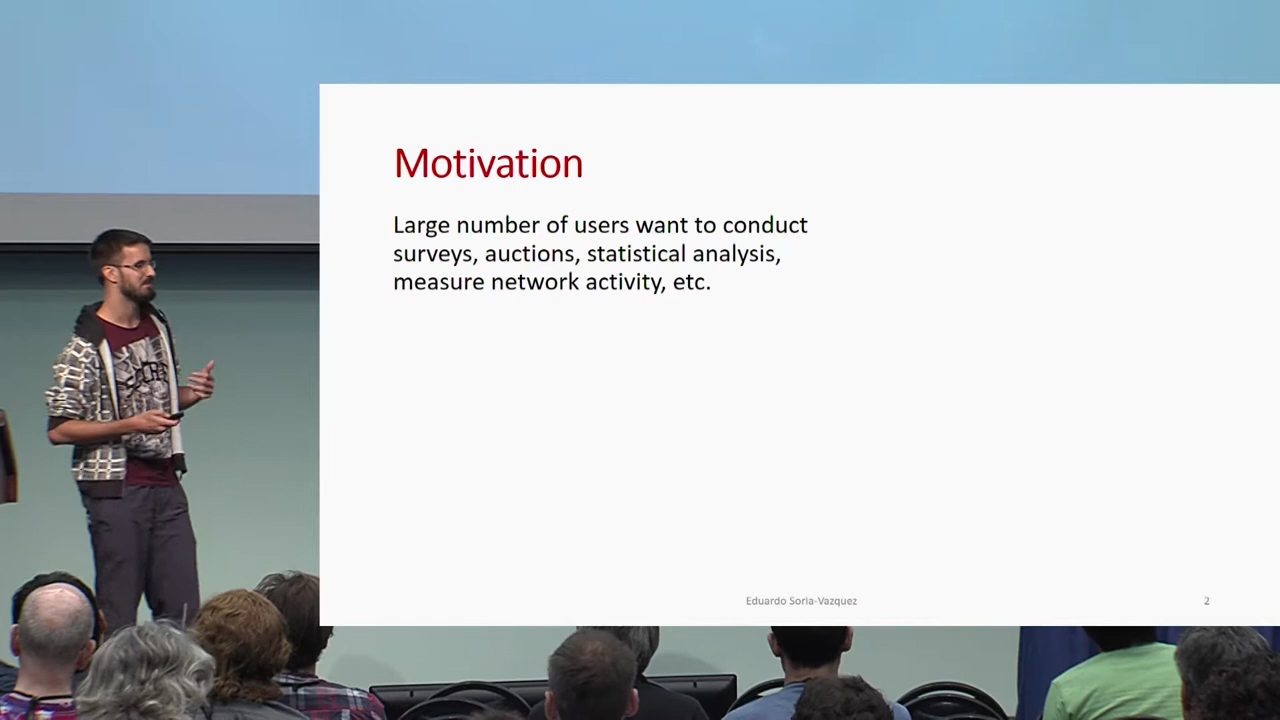 Motivation
Large number of users want to conduct
surveys, auctions, statistical analysis,
measure network activity, etc.
Eduardo Soria-Vazquez
2